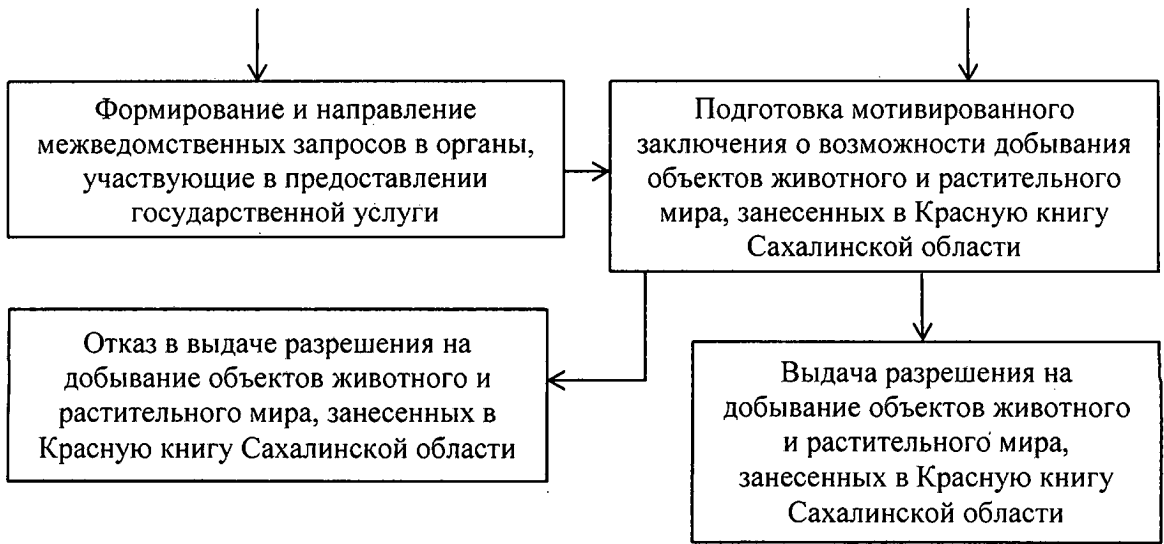 Формирование и направление
межведомственных запросов в органы,
участвующие в предоставлении
государственной услуги
Подготовка мотивированного
заключения о возможности добывания
объектов животного и растительного
мира, занесенных в Красную книгу
Сахалинской области
Отказ в выдаче разрешения на
добывание объектов животного и
растительного мира, занесенных в
Красную книгу Сахалинской области
Выдача разрешения на
добывание объектов животного
и растительного мира,
занесенных в Красную книгу
Сахалинской области